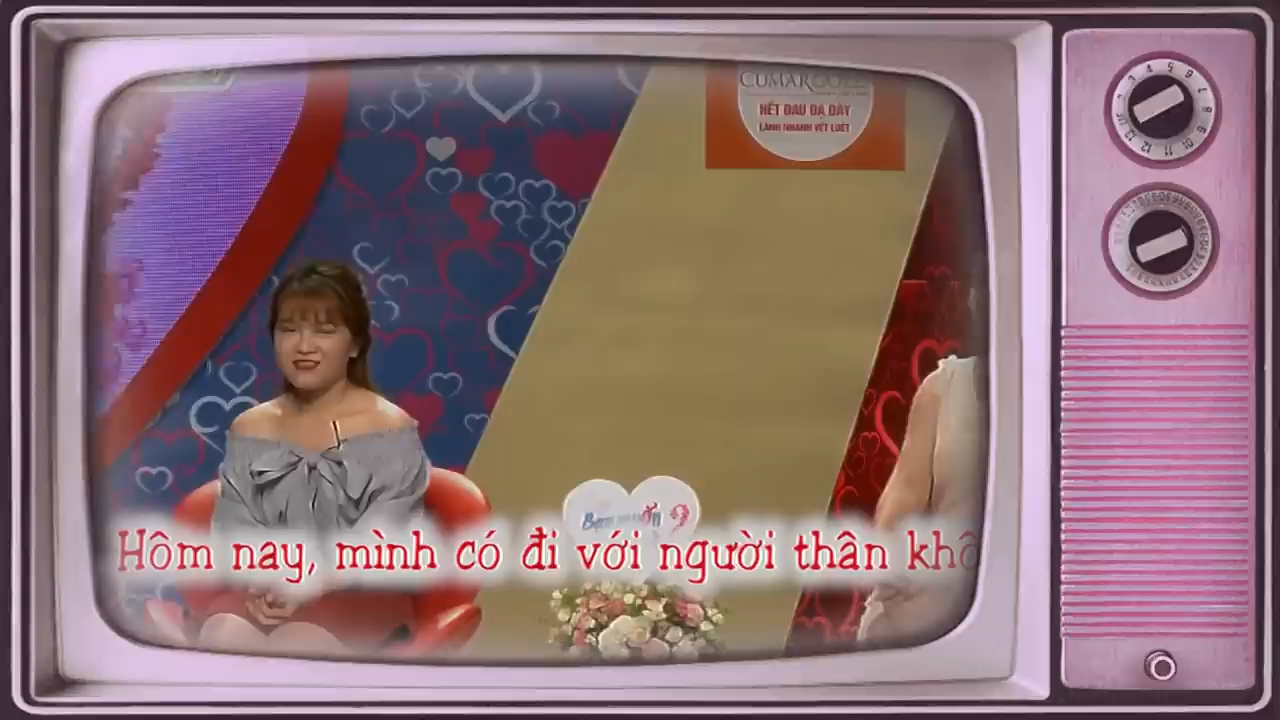 CUMARGOLD
HẾT ĐAU DẠ DÀY
LÀNH NHANH VẾT LOÉT
Hôm nay, mình có đi với người thân khô